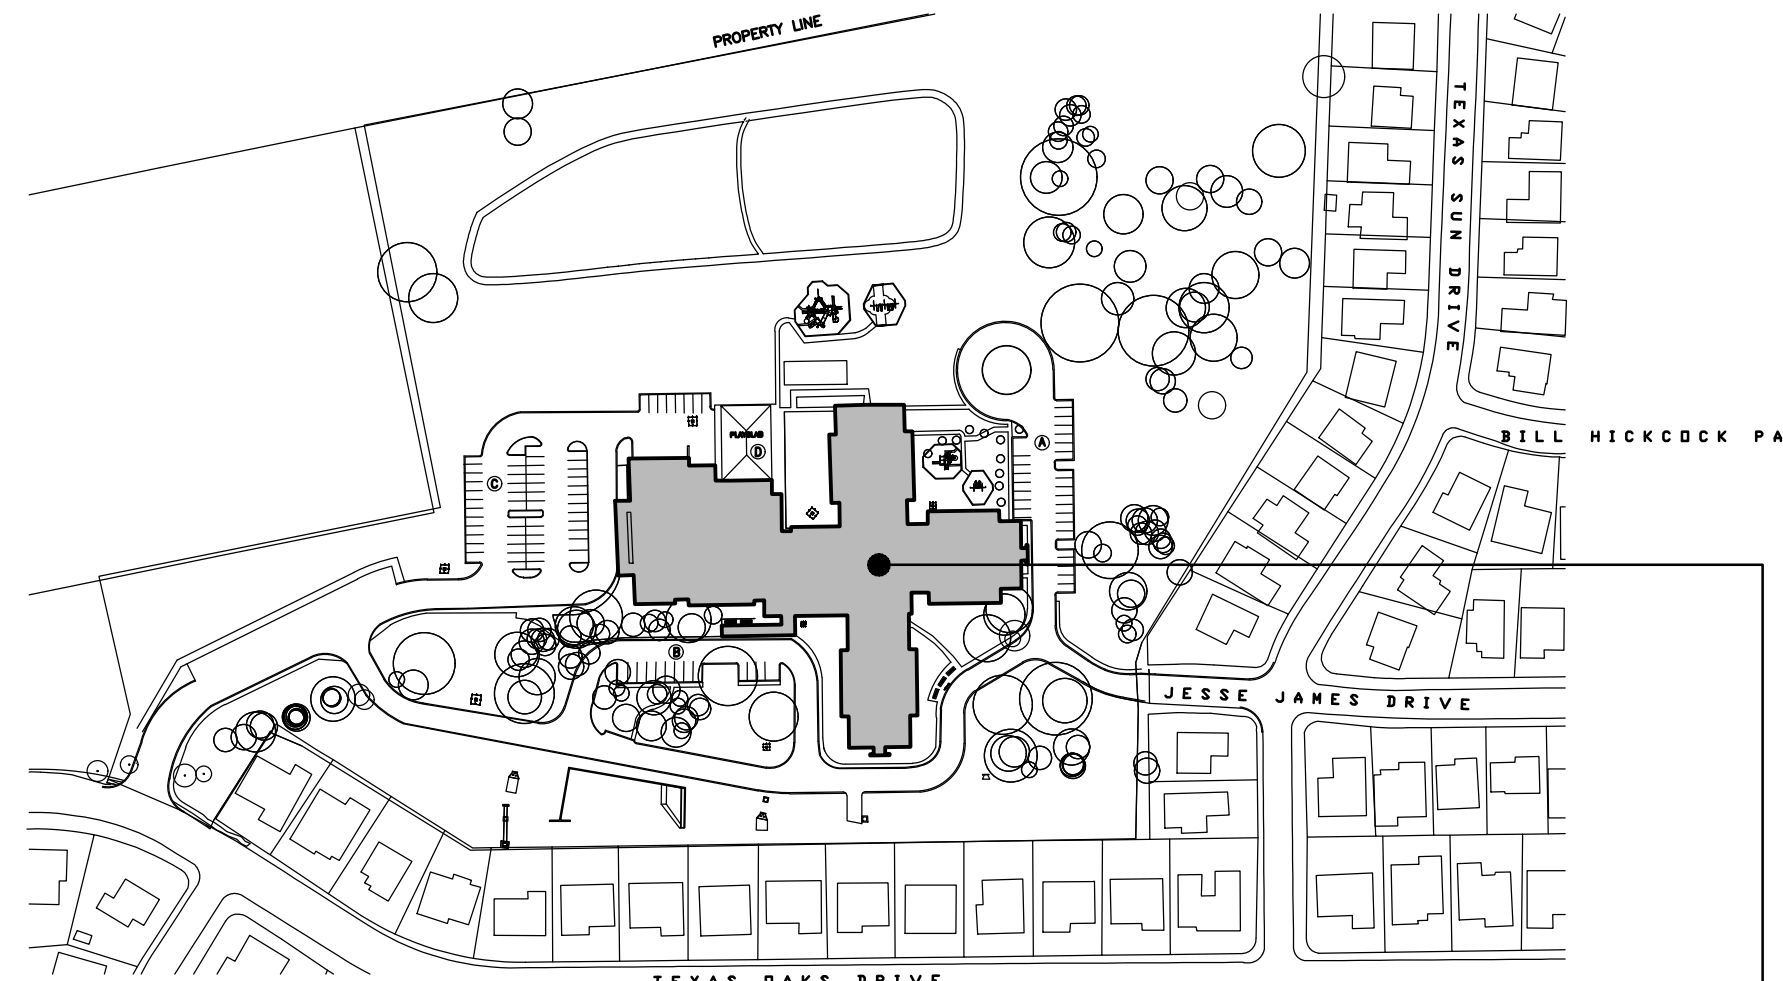 PROPERTY LINE
TEXAS SUN DRIVE
BILL HICKCOCK PA
A
D
C
B
JESSE JAMES DRIVE
TEXAS OAKS DRIVE